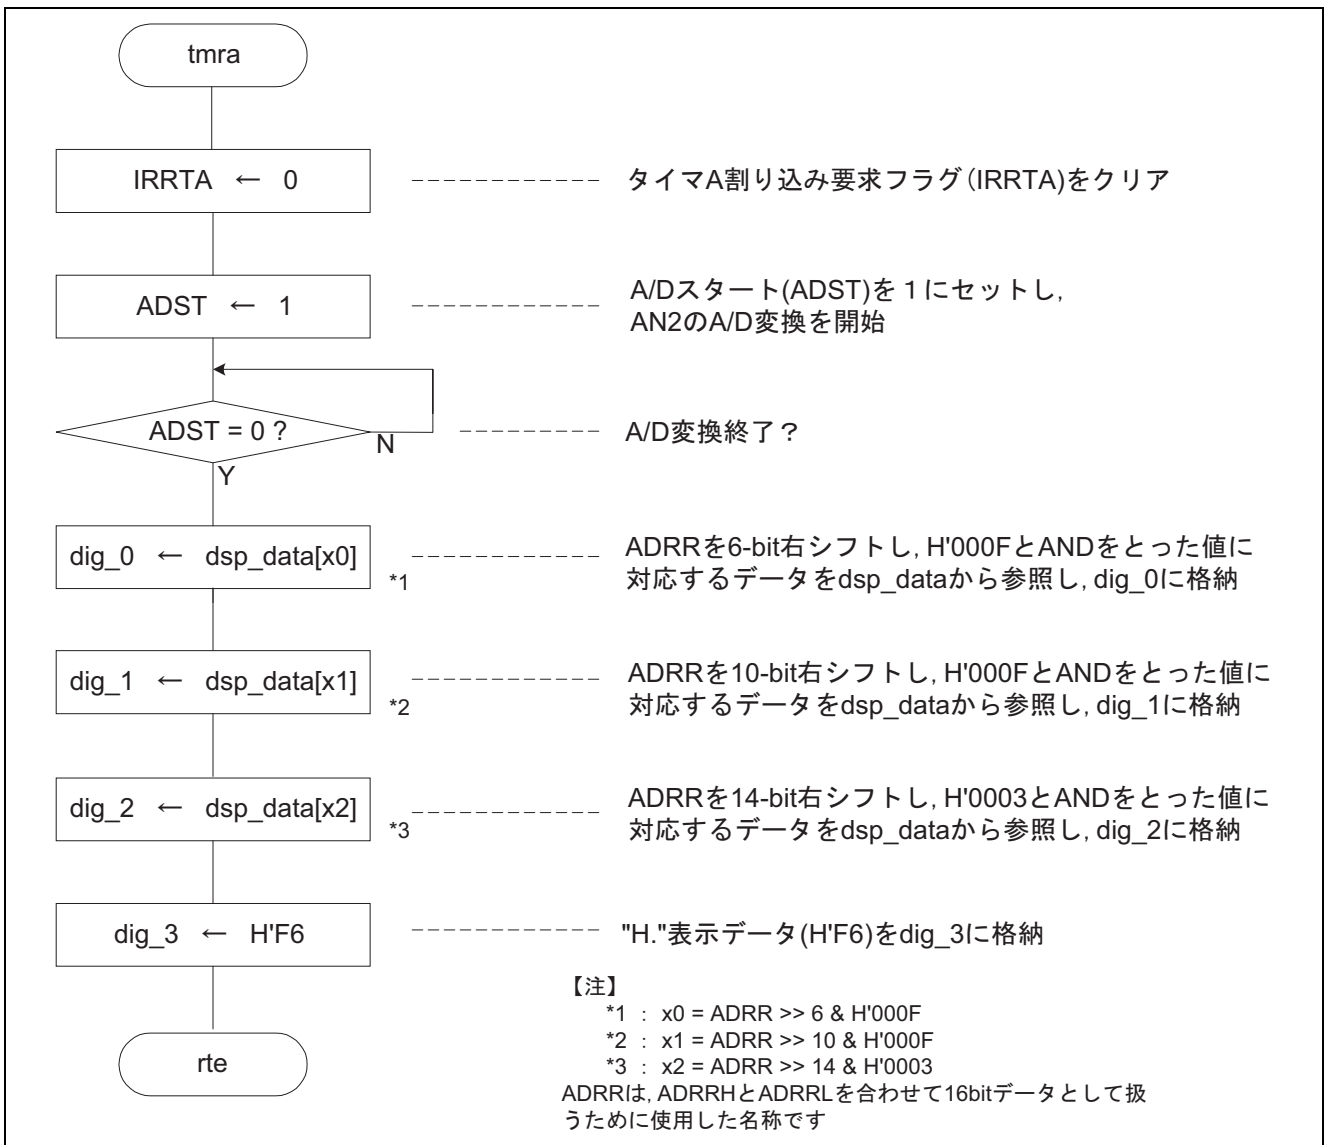 tmra
IRRTA ← 0
タイマA割り込み要求フラグ(IRRTA)をクリア
ADST ← 1
A/Dスタート(ADST)を１にセットし,
AN2のA/D変換を開始
ADST = 0 ?
N
Y
A/D変換終了？
dig_0 ← dsp_data[x0]
*1
ADRRを6-bit右シフトし, H'000FとANDをとった値に
対応するデータをdsp_dataから参照し, dig_0に格納
dig_1 ← dsp_data[x1]
*2
ADRRを10-bit右シフトし, H'000FとANDをとった値に
対応するデータをdsp_dataから参照し, dig_1に格納
dig_2 ← dsp_data[x2]
*3
ADRRを14-bit右シフトし, H'0003とANDをとった値に
対応するデータをdsp_dataから参照し, dig_2に格納
dig_3 ← H'F6
"H."表示データ(H'F6)をdig_3に格納
rte
【注】
*1 : x0 = ADRR >> 6 & H'000F
*2 : x1 = ADRR >> 10 & H'000F
*3 : x2 = ADRR >> 14 & H'0003
ADRRは, ADRRHとADRRLを合わせて16bitデータとして扱
うために使用した名称です